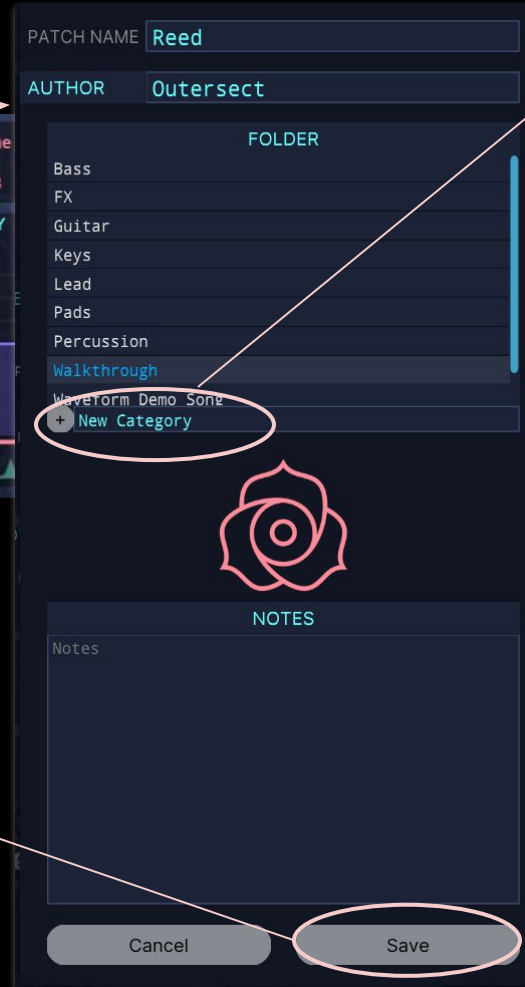 PATCH NAME Reed
AUTHOR Outersect
FOLDER
Bass
FX
Guitar
Keys
Lead
Pads
Percussion
Walkthrough
Waveform Demo Song
+ New Category
NOTES
Notes
Cancel Save